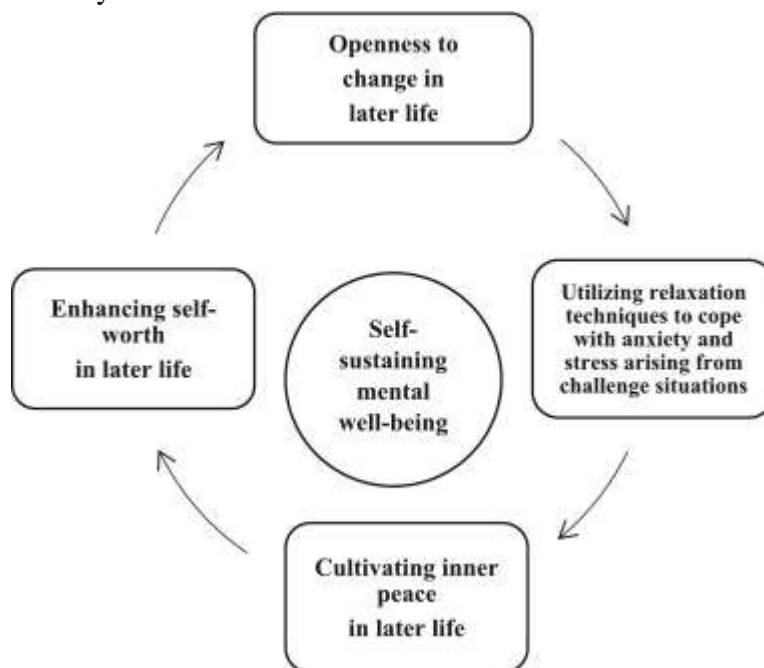 Openness to
change in
later life
Utilizing relaxation
techniques to cope
with anxiety and
stress arising from
challenge situations
Cultivating inner
peace
in later life
Enhancing self-
worth
in later life
Self-
sustaining
mental
well-being